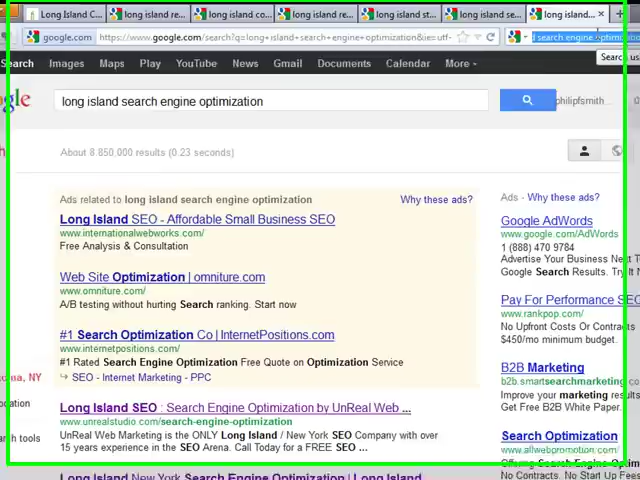 Long Island C
long island re...
long island co...
long island re...
long island st...
long island se...
long island...
google.com
https://www.google.com/search?q=long+island+search+engine+optimization&ie=utf-
d search engine optimization
Search us
Search Images Maps Play YouTube News Gmail Documents Calendar More
gle
long island search engine optimization
philipfsmith...
About 8,850,000 results (0.23 seconds)
Ads related to long island search engine optimization
Why these ads?
Long Island SEO - Affordable Small Business SEO
www.internationalwebworks.com/
Free Analysis & Consultation
Web Site Optimization | omniture.com
www.omniture.com/
A/B testing without hurting Search ranking. Start now
#1 Search Optimization Co | InternetPositions.com
www.internetpositions.com/
#1 Rated Search Engine Optimization Free Quote on Optimization Service
SEO - Internet Marketing - PPC
Long Island SEO : Search Engine Optimization by UnReal Web ...
www.unrealstudio.com/search-engine-optimization
UnReal Web Marketing is the ONLY Long Island / New York SEO Company with over
15 years experience in the SEO Arena. Call Today for a FREE SEO ...
Long Island New York Search Engine Optimization | Long Island
Ads - Why these ads?
Google AdWords
www.google.com/AdWords
1 (888) 470 9784
Advertise Your Business Next T
Google Search Results. Try It N
Pay For Performance SEO
www.rankpop.com/
No Upfront Costs Or Contracts
$450/mo minimum budget.
B2B Marketing
b2b.smartsearchmarketing.co
Improve your marketing results
Get Free B2B White Paper.
Search Optimization
www.allwebpromotion.com/
Offering Search Engine Optim
No Contracts, No Start Up Fees
oma, NY
ocation
h tools